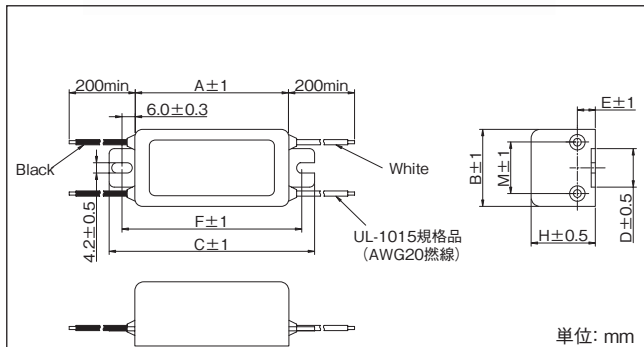 200min
A±1
200min
6.0±0.3
E±1
Black
White
B±1
M±1
D±0.5
4.2±0.5
F±1
C±1
UL-1015規格品
（AWG20撚線）
H±0.5
単位: mm